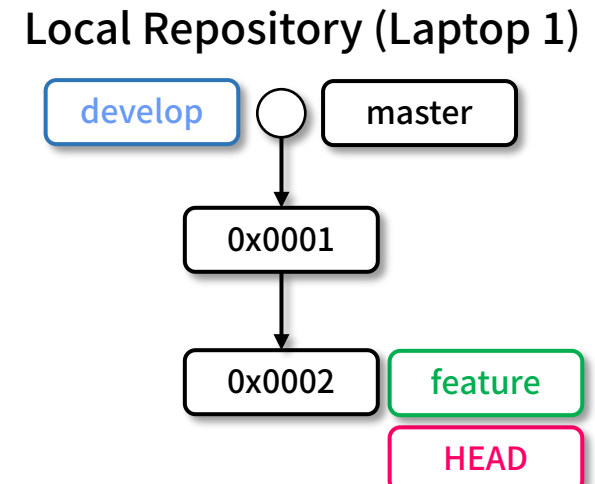 Local Repository (Laptop 1)
develop
master
0x0001
0x0002
feature
HEAD